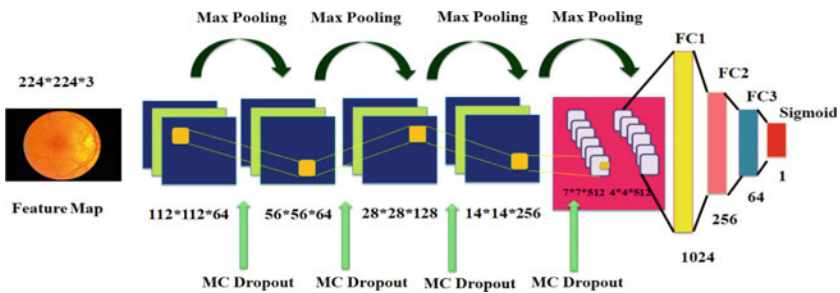 Max Pooling
Max Pooling
Max Pooling
Max Pooling
224*224*3
Feature Map
112*112*64
56*56*64
28*28*128
14*14*256
7*7*512
4*4*512
FC1
FC2
FC3
Sigmoid
1024
256
64
1
MC Dropout
MC Dropout
MC Dropout
MC Dropout